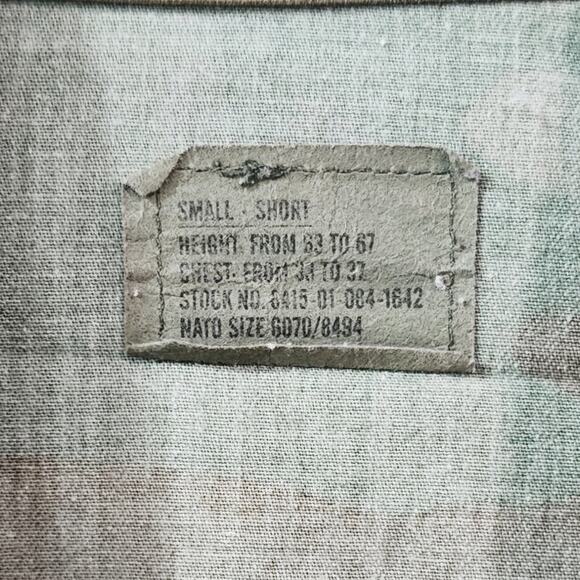 SMALL - SHORT
HEIGHT. FROM 63 TO 67
CHEST- FROM 34 TO 37
STOCK NO. 8415-01-084-1642
NATO SIZE 6070/8494